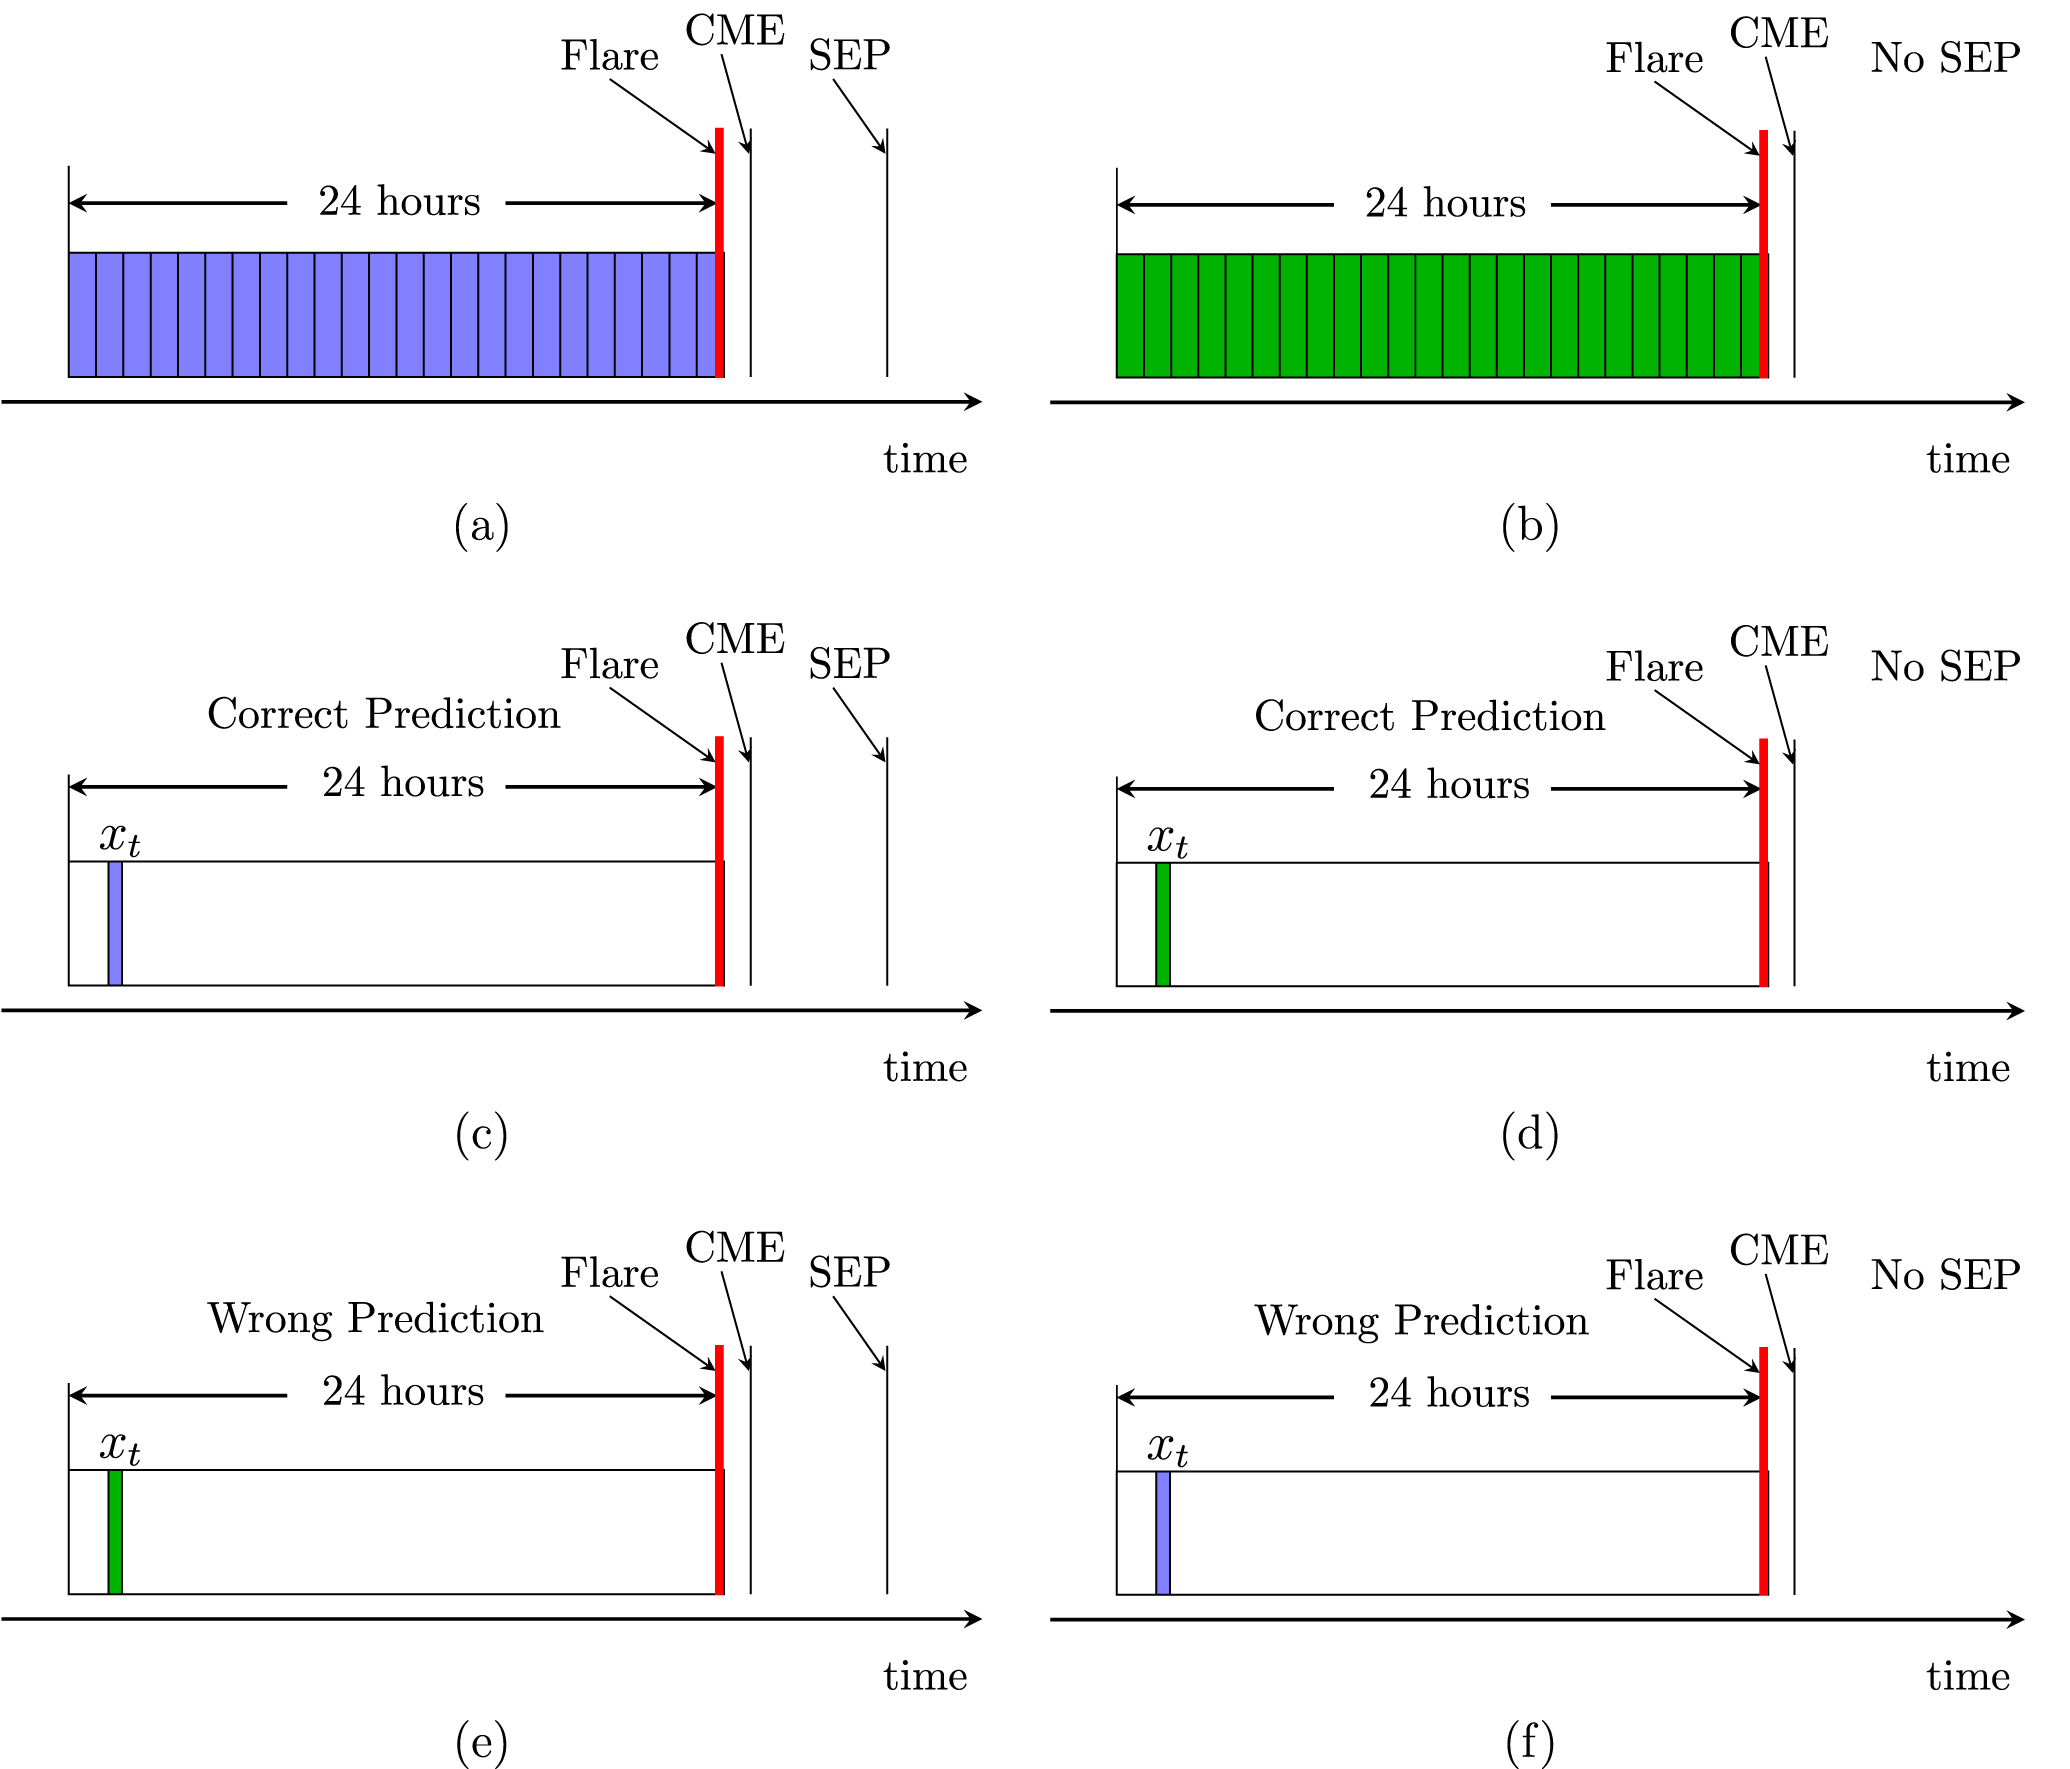 Flare
CME
SEP
24 hours
time
(a)
Flare
CME
No SEP
24 hours
time
(b)
Flare
CME
SEP
Correct Prediction
24 hours
x_t
time
(c)
Flare
CME
No SEP
Correct Prediction
24 hours
x_t
time
(d)
Flare
CME
SEP
Wrong Prediction
24 hours
x_t
time
(e)
Flare
CME
No SEP
Wrong Prediction
24 hours
x_t
time
(f)